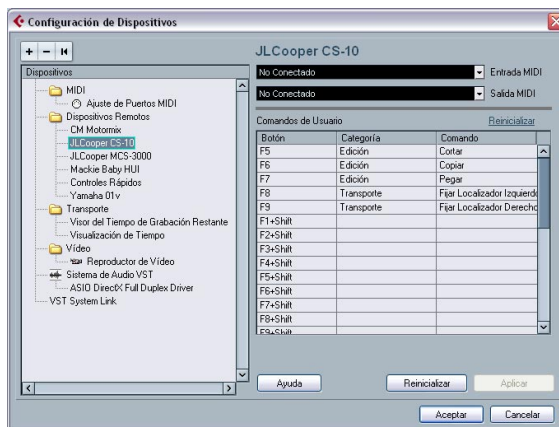 Configuración de Dispositivos
JLCooper CS-10
Dispositivos
MIDI
Ajuste de Puertos MIDI
Dispositivos Remotos
CM Motormix
JLCooper CS-10
JLCooper MCS-3000
Mackie Baby HUI
Controles Rápidos
Yamaha 01v
Transporte
Visor del Tiempo de Grabación Restante
Visualización de Tiempo
Vídeo
Reproductor de Vídeo
Sistema de Audio VST
ASIO DirectX Full Duplex Driver
VST System Link
No Conectado Entrada MIDI
No Conectado Salida MIDI
Comandos de Usuario Reinicializar
Botón Categoría Comando
F5 Edición Cortar
F6 Edición Copiar
F7 Edición Pegar
F8 Transporte Fijar Localizador Izquierdo
F9 Transporte Fijar Localizador Derecho
F1+Shift
F2+Shift
F3+Shift
F4+Shift
F5+Shift
F6+Shift
F7+Shift
F8+Shift
F9+Shift
Ayuda Reinicializar Aplicar
Aceptar Cancelar